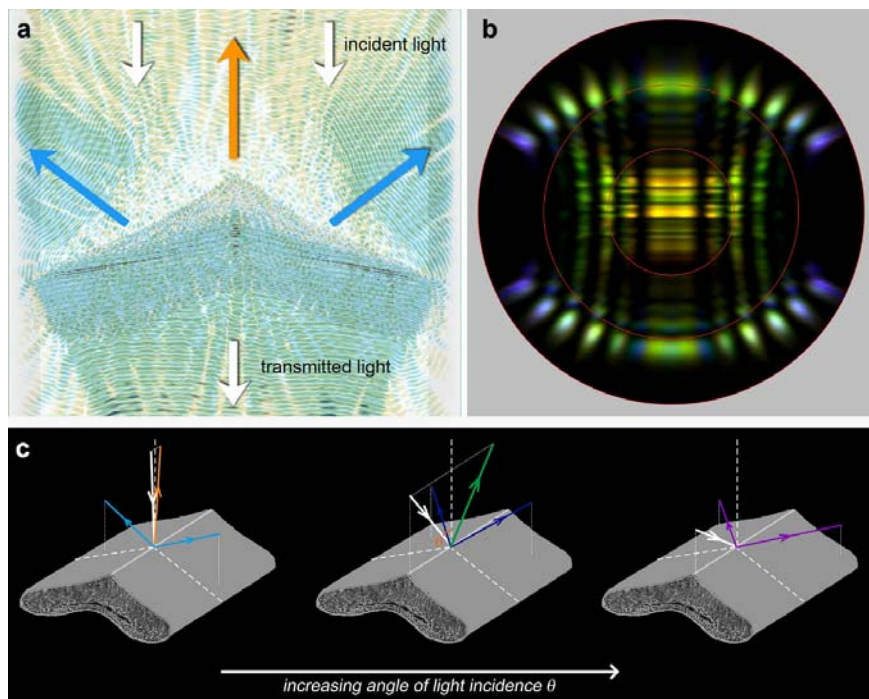 a
incident light
transmitted light
b
c
θ
increasing angle of light incidence θ